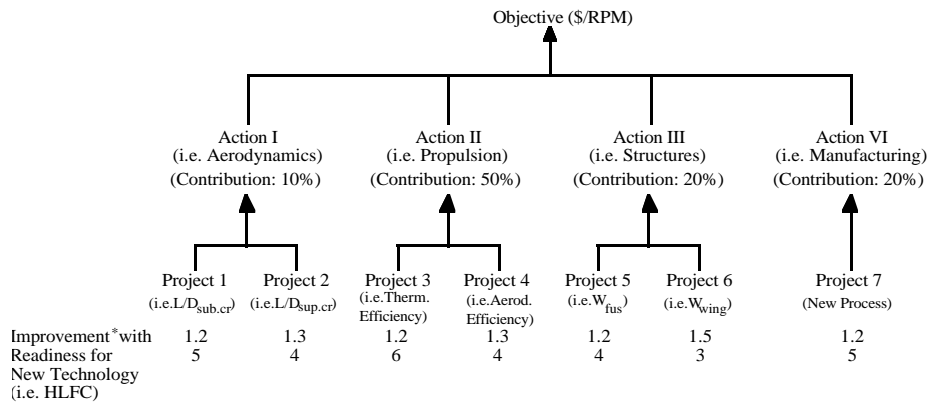 Objective ($/RPM)
Action I
(i.e. Aerodynamics)
(Contribution: 10%)
Action II
(i.e. Propulsion)
(Contribution: 50%)
Action III
(i.e. Structures)
(Contribution: 20%)
Action VI
(i.e. Manufacturing)
(Contribution: 20%)
Project 1
(i.e.L/Dsub.cr)
Project 2
(i.e.L/Dsup.cr)
Project 3
(i.e.Therm.
Efficiency)
Project 4
(i.e.Aerod.
Efficiency)
Project 5
(i.e.Wfus)
Project 6
(i.e.Wwing)
Project 7
(New Process)
Improvement*with 1.2 1.3 1.2 1.3 1.2 1.5 1.2
Readiness for 5 4 6 4 4 3 5
New Technology
(i.e. HLFC)